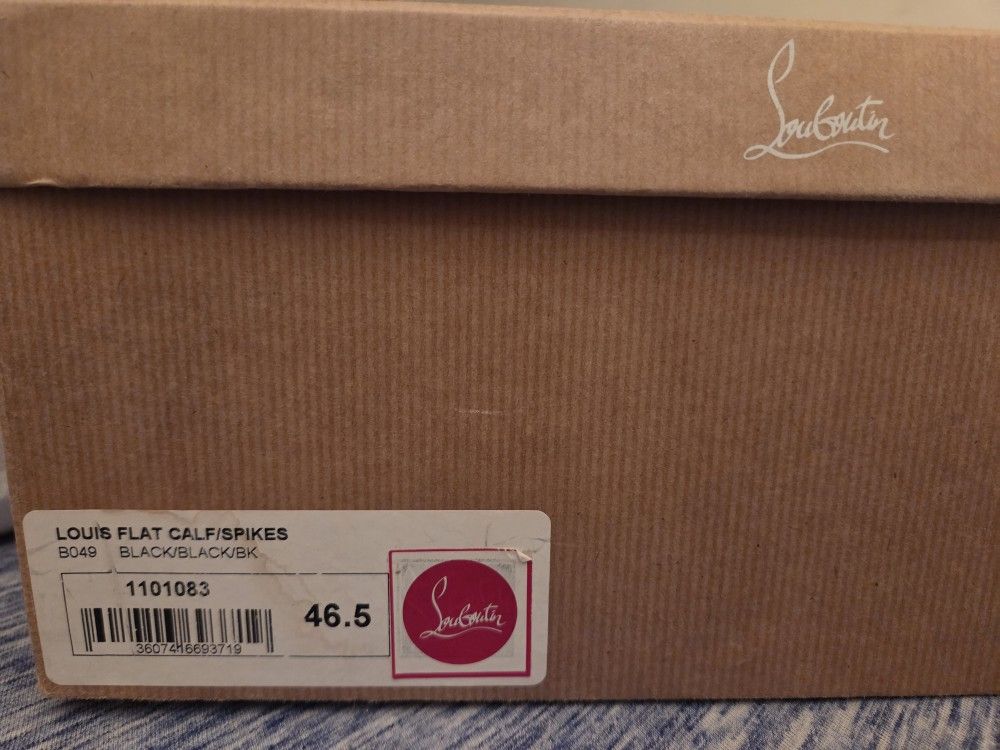 Louboutin
LOUIS FLAT CALF/SPIKES
B049 BLACK/BLACK/BK
1101083
46.5
3607416693719
Louboutin